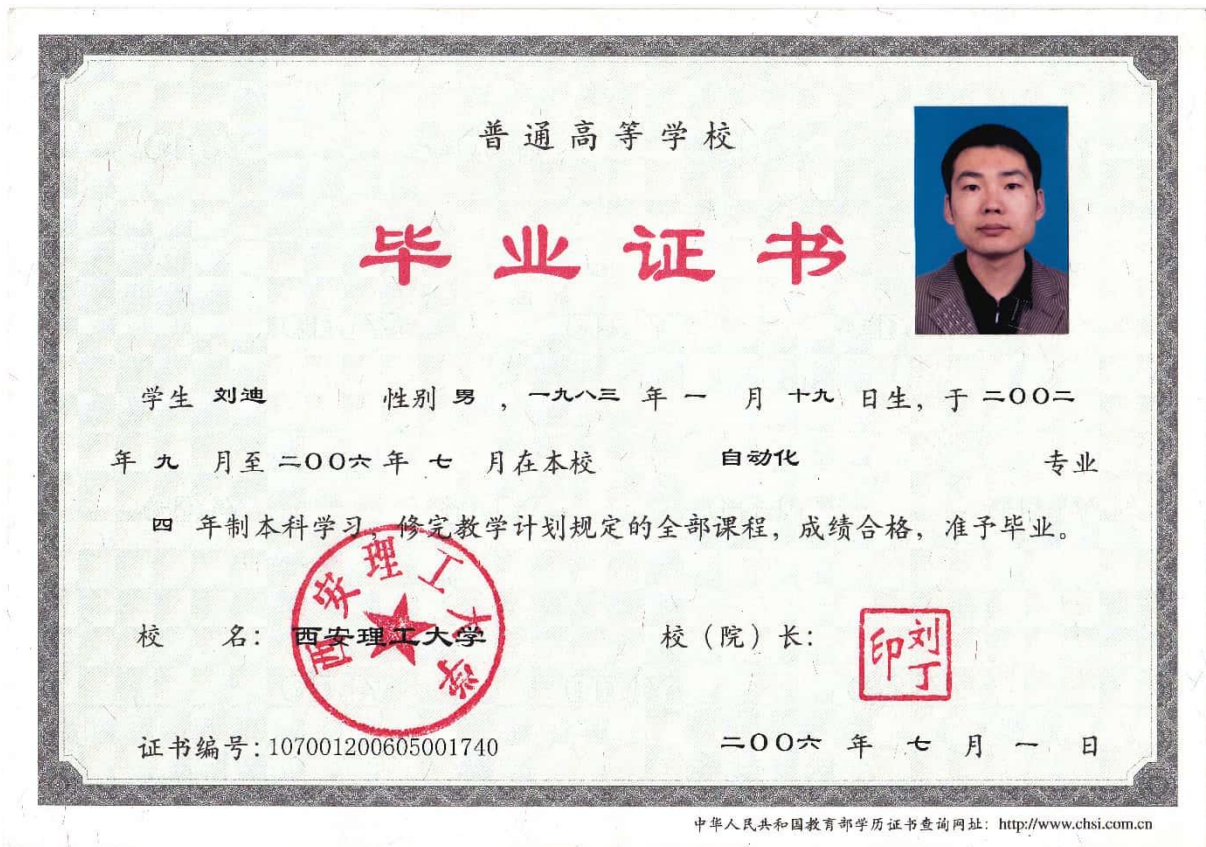 普通高等学校
毕业证书
学生 刘迪 性别 男 ，一九八三 年 一 月 十九 日生，于 二〇〇二
年 九 月至 二〇〇六 年 七 月在本校 自动化 专业
四 年制本科学习，修完教学计划规定的全部课程，成绩合格，准予毕业。
西安理工大学
校 名： 西安理工大学 校（院）长： 刘丁印
证书编号：107001200605001740 二〇〇六 年 七 月 一 日
中华人民共和国教育部学历证书查询网址：http://www.chsi.com.cn